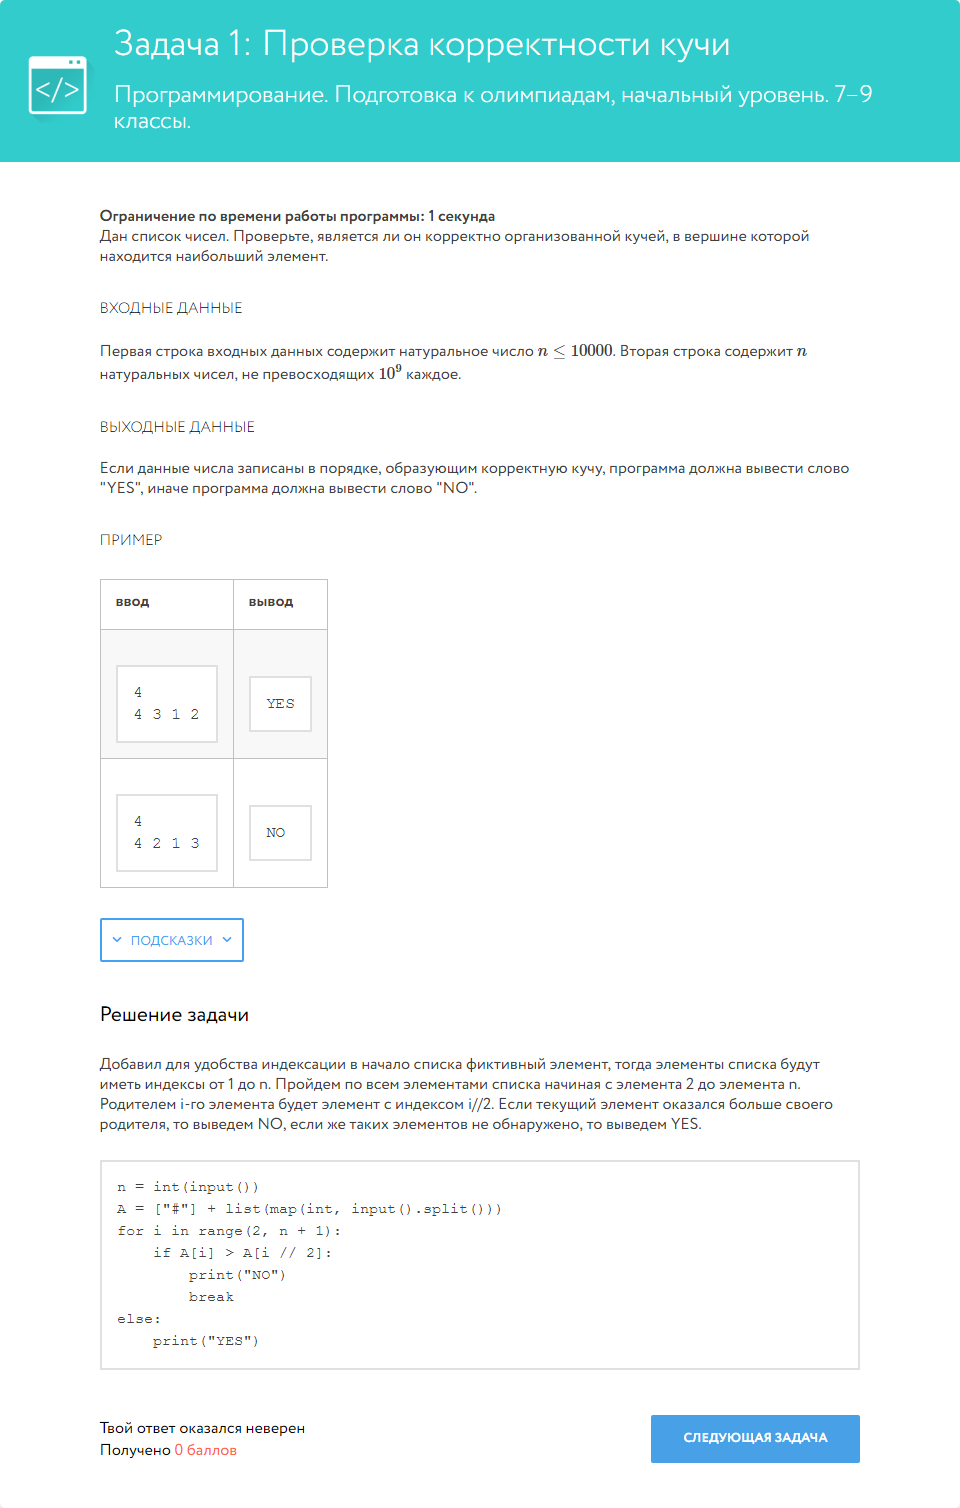 Задача 1: Проверка корректности кучи
</>
Программирование. Подготовка к олимпиадам, начальный уровень. 7–9
классы.
Ограничение по времени работы программы: 1 секунда
Дан список чисел. Проверьте, является ли он корректно организованной кучей, в вершине которой
находится наибольший элемент.
ВХОДНЫЕ ДАННЫЕ
Первая строка входных данных содержит натуральное число n ≤ 10000. Вторая строка содержит n
натуральных чисел, не превосходящих 10⁹ каждое.
ВЫХОДНЫЕ ДАННЫЕ
Если данные числа записаны в порядке, образующим корректную кучу, программа должна вывести слово
"YES", иначе программа должна вывести слово "NO".
ПРИМЕР
ввод вывод
4
4 3 1 2
YES
4
4 2 1 3
NO
ПОДСКАЗКИ
Решение задачи
Добавил для удобства индексации в начало списка фиктивный элемент, тогда элементы списка будут
иметь индексы от 1 до n. Пройдем по всем элементами списка начиная с элемента 2 до элемента n.
Родителем i-го элемента будет элемент с индексом i//2. Если текущий элемент оказался больше своего
родителя, то выведем NO, если же таких элементов не обнаружено, то выведем YES.
n = int(input())
A = ["#"] + list(map(int, input().split()))
for i in range(2, n + 1):
    if A[i] > A[i // 2]:
        print("NO")
        break
else:
    print("YES")
Твой ответ оказался неверен
Получено 0 баллов
СЛЕДУЮЩАЯ ЗАДАЧА